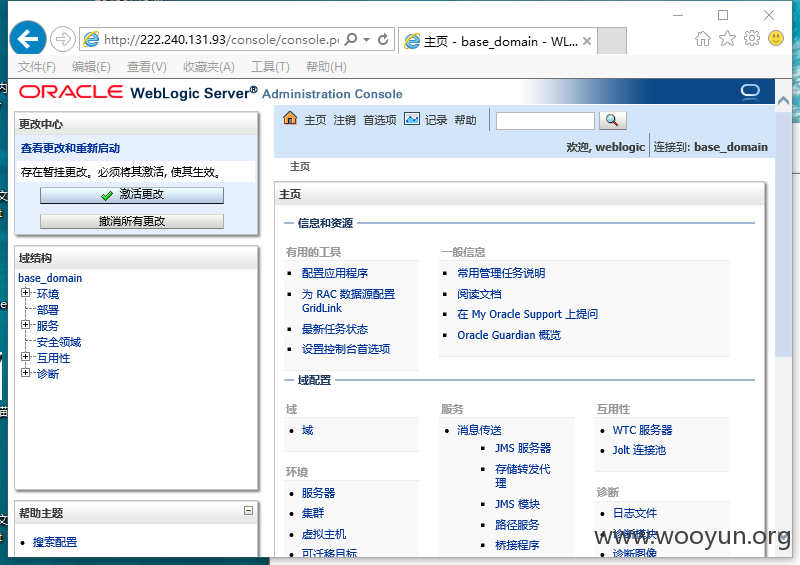 http://222.240.131.93/console/console.p
主页 - base_domain - WL...
文件(F) 编辑(E) 查看(V) 收藏夹(A) 工具(T) 帮助(H)
ORACLE WebLogic Server® Administration Console
更改中心
查看更改和重新启动
存在暂挂更改。必须将其激活, 使其生效。
激活更改
撤消所有更改
域结构
base_domain
环境
部署
服务
安全领域
互用性
诊断
帮助主题
搜索配置
主页 注销 首选项 记录 帮助
欢迎, weblogic 连接到: base_domain
主页
主页
信息和资源
有用的工具
配置应用程序
为 RAC 数据源配置
GridLink
最新任务状态
设置控制台首选项
一般信息
常用管理任务说明
阅读文档
在 My Oracle Support 上提问
Oracle Guardian 概览
域配置
域
域
环境
服务器
集群
虚拟主机
可迁移目标
服务
消息传送
JMS 服务器
存储转发代
理
JMS 模块
路径服务
桥接程序
互用性
WTC 服务器
Jolt 连接池
诊断
日志文件
诊断模块
诊断图像
www.wooyun.org